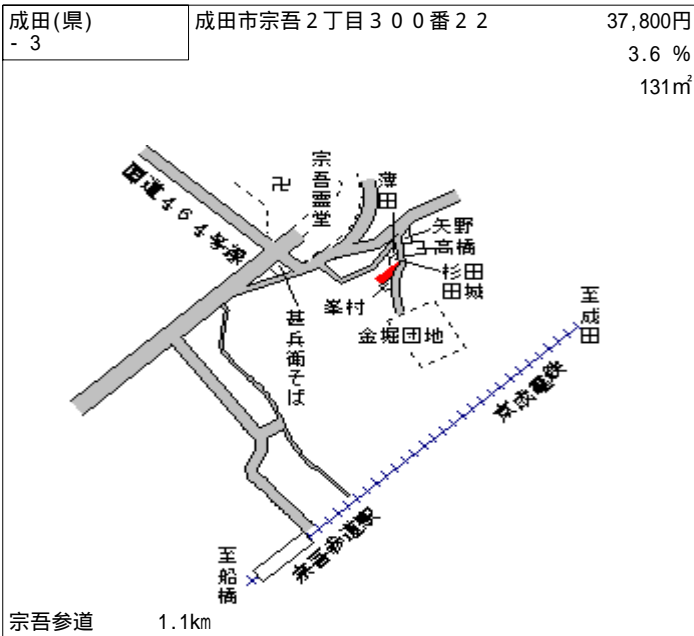 成田(県)
- 3
成田市宗吾２丁目３００番２２
37,800円
3.6 %
131㎡
国道４６４号線
卍
宗吾霊堂
薄田
矢野
高橋
杉田
田城
峯村
甚兵衛そば
金堀団地
至成田
京成電鉄
宗吾参道駅
至船橋
宗吾参道
1.1km